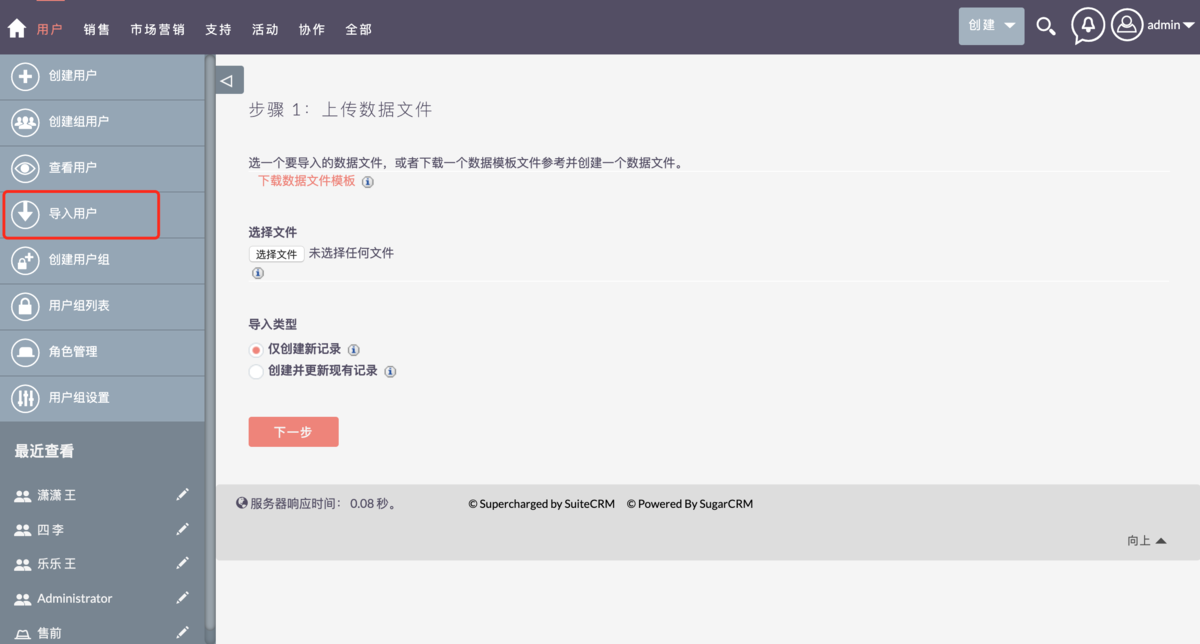 用户 销售 市场营销 支持 活动 协作 全部 创建 admin
创建用户
创建组用户
查看用户
导入用户
创建用户组
用户组列表
角色管理
用户组设置
最近查看
潇潇 王
四 李
乐乐 王
Administrator
售前
步骤 1：上传数据文件
选一个要导入的数据文件，或者下载一个数据模板文件参考并创建一个数据文件。
下载数据文件模板
选择文件
选择文件 未选择任何文件
导入类型
仅创建新记录
创建并更新现有记录
下一步
服务器响应时间： 0.08 秒。 © Supercharged by SuiteCRM © Powered By SugarCRM
向上